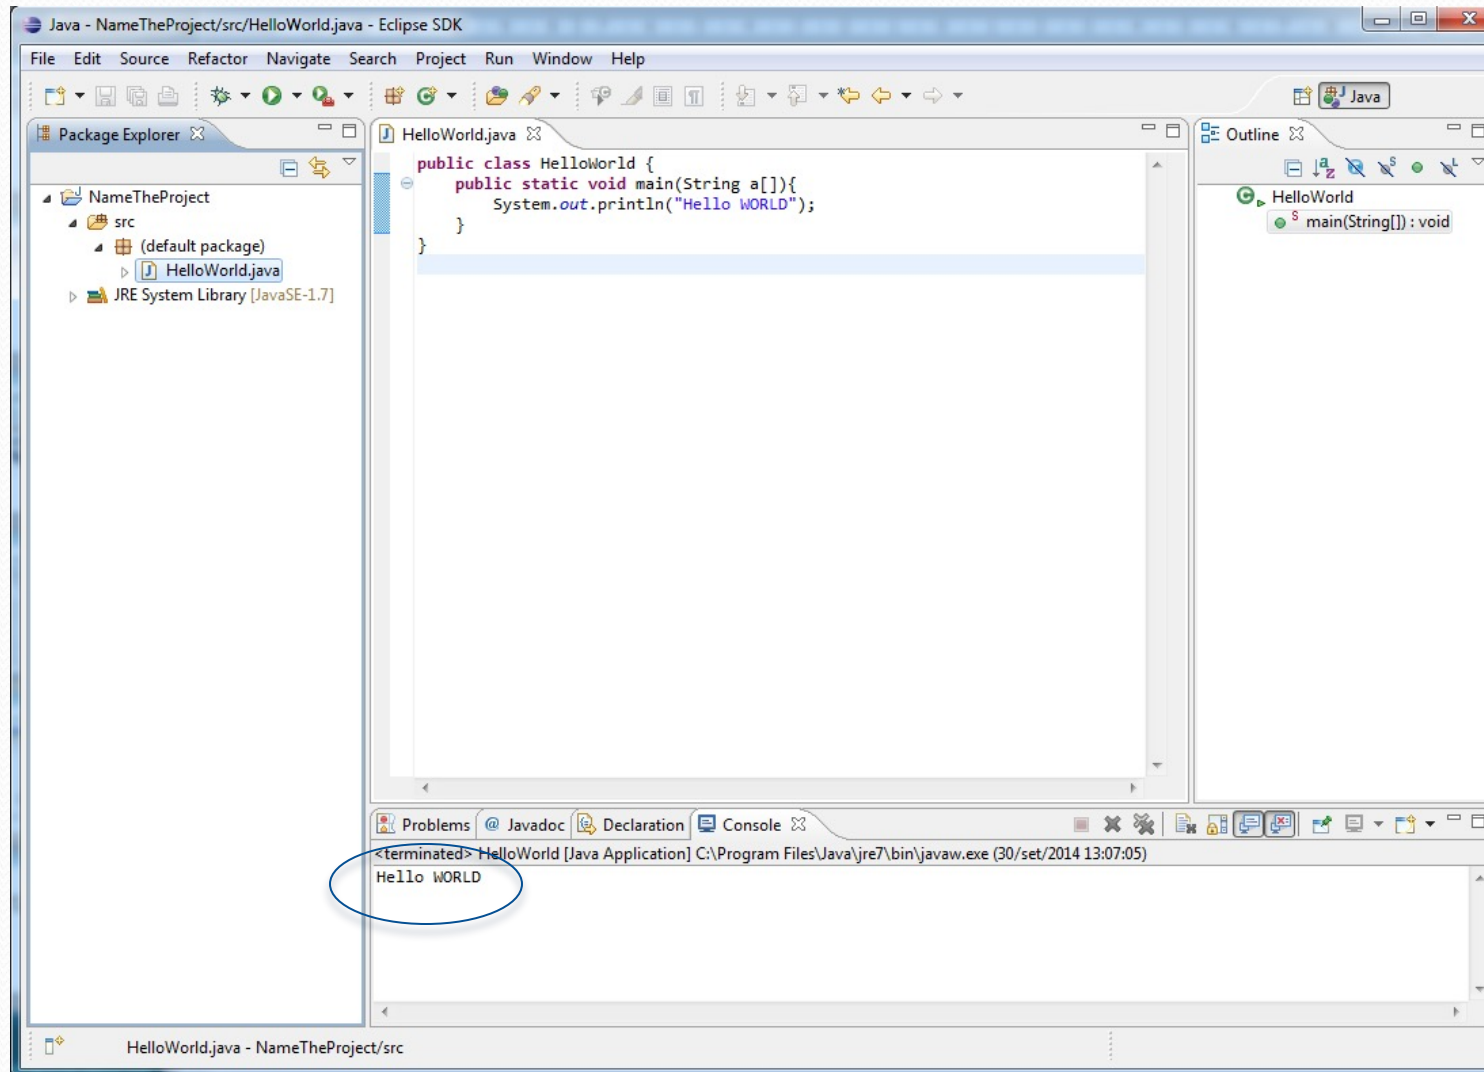 Java - NameTheProject/src/HelloWorld.java - Eclipse SDK
File Edit Source Refactor Navigate Search Project Run Window Help
Java
Package Explorer
HelloWorld.java
Outline
NameTheProject
src
(default package)
HelloWorld.java
JRE System Library [JavaSE-1.7]
public class HelloWorld {
public static void main(String a[]){
System.out.println("Hello WORLD");
}
}
HelloWorld
S main(String[]) : void
Problems @ Javadoc Declaration Console
<terminated> HelloWorld [Java Application] C:\Program Files\Java\jre7\bin\javaw.exe (30/set/2014 13:07:05)
Hello WORLD
HelloWorld.java - NameTheProject/src